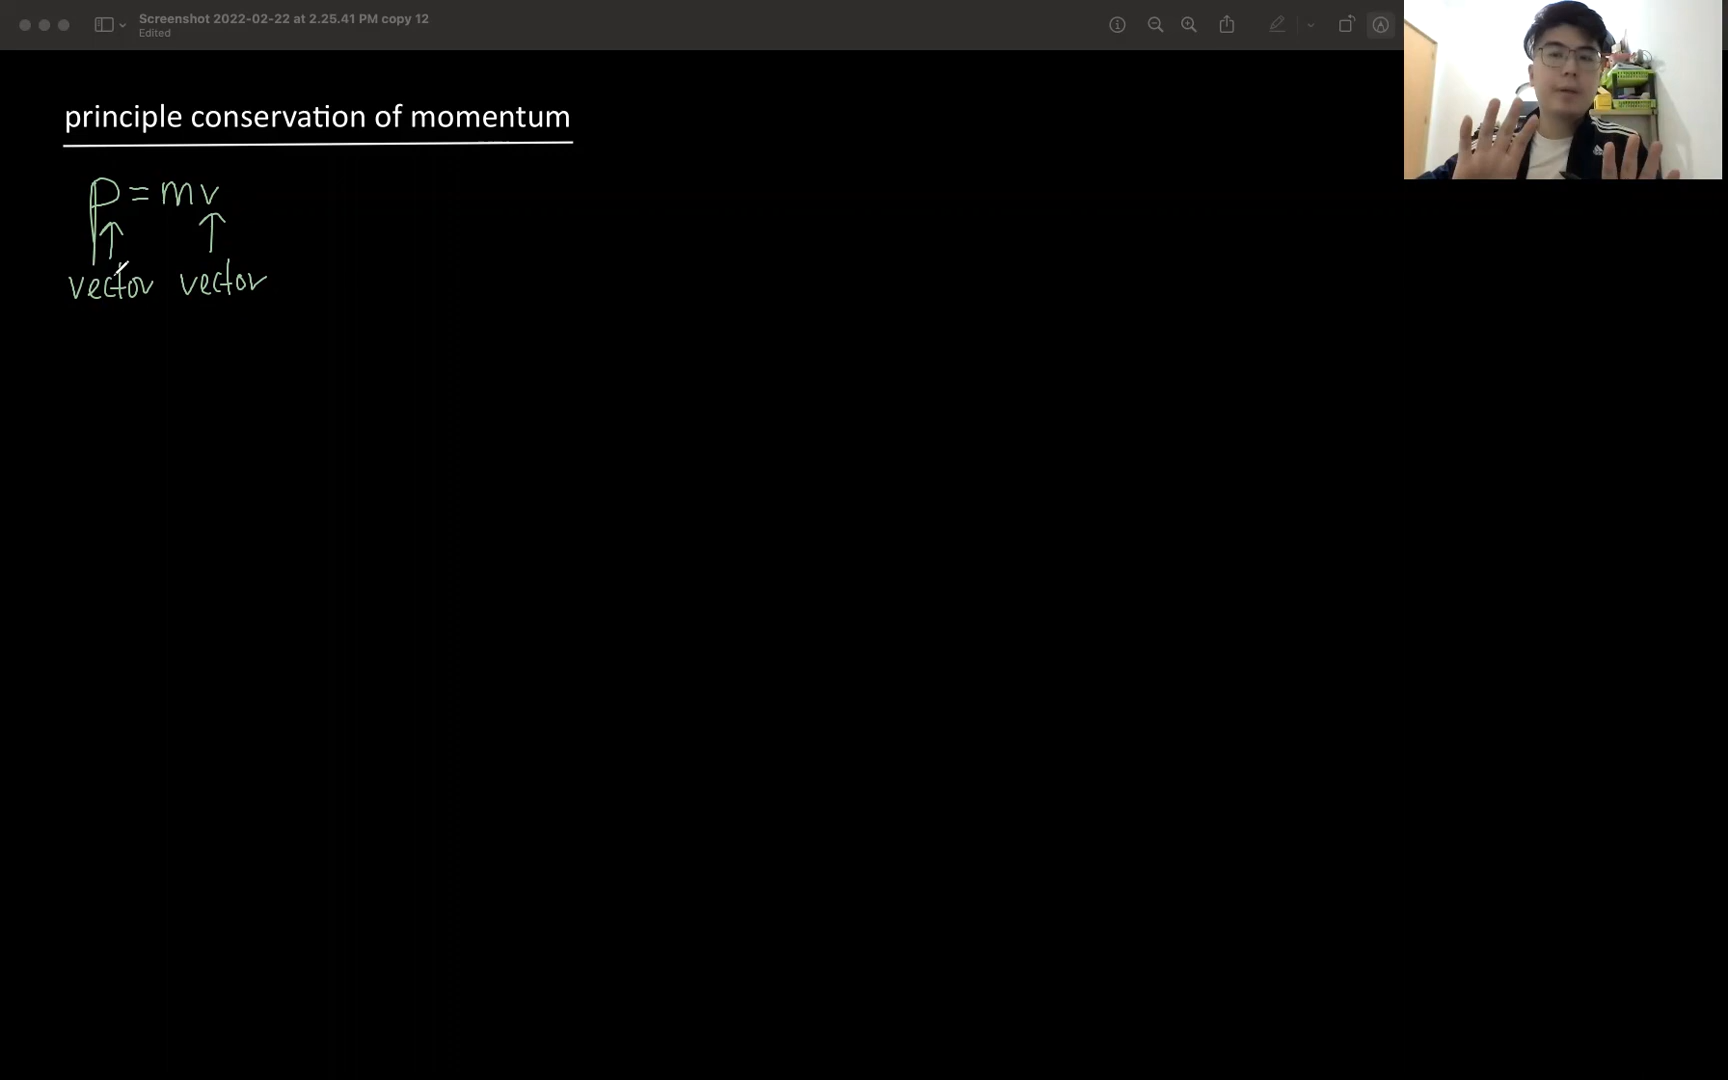 Screenshot 2022-02-22 at 2.25.41 PM copy 12
Edited
principle conservation of momentum
p = mv
vector vector